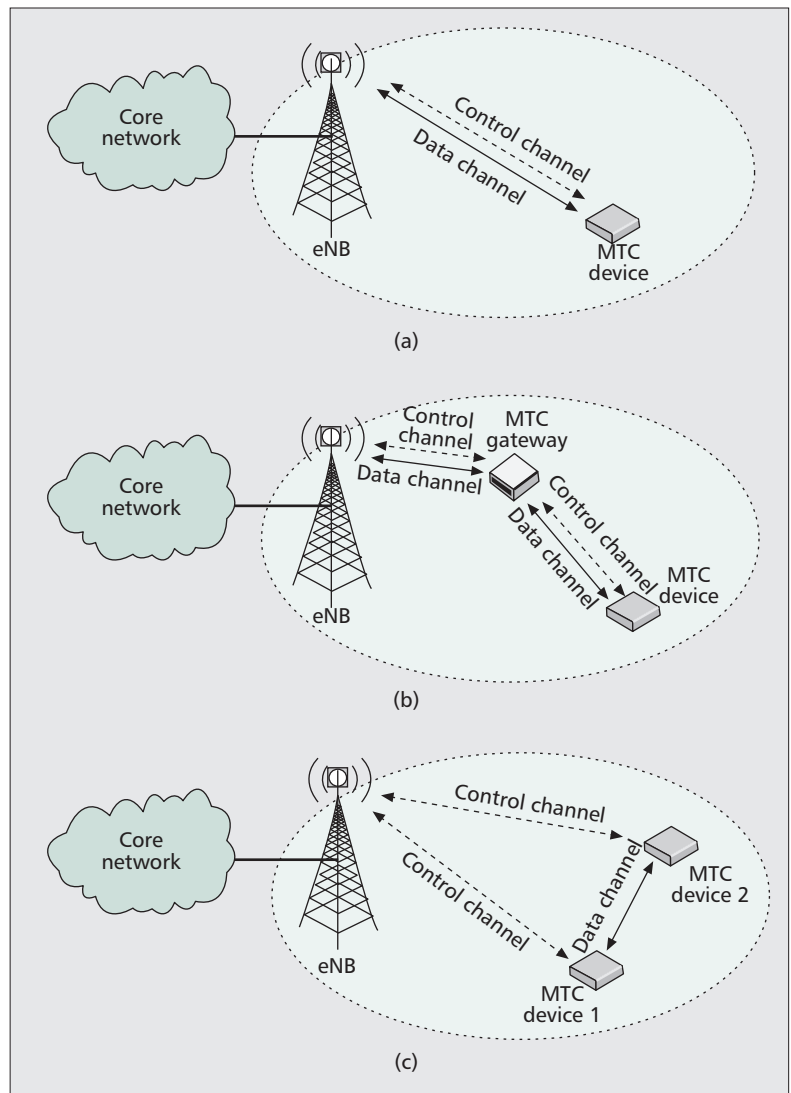 Core
network
eNB
Control channel
Data channel
MTC
device
(a)
Core
network
eNB
Control
channel
Data channel
MTC
gateway
Control channel
Data channel
MTC
device
(b)
Core
network
eNB
Control channel
Control channel
Data channel
MTC
device 2
MTC
device 1
(c)